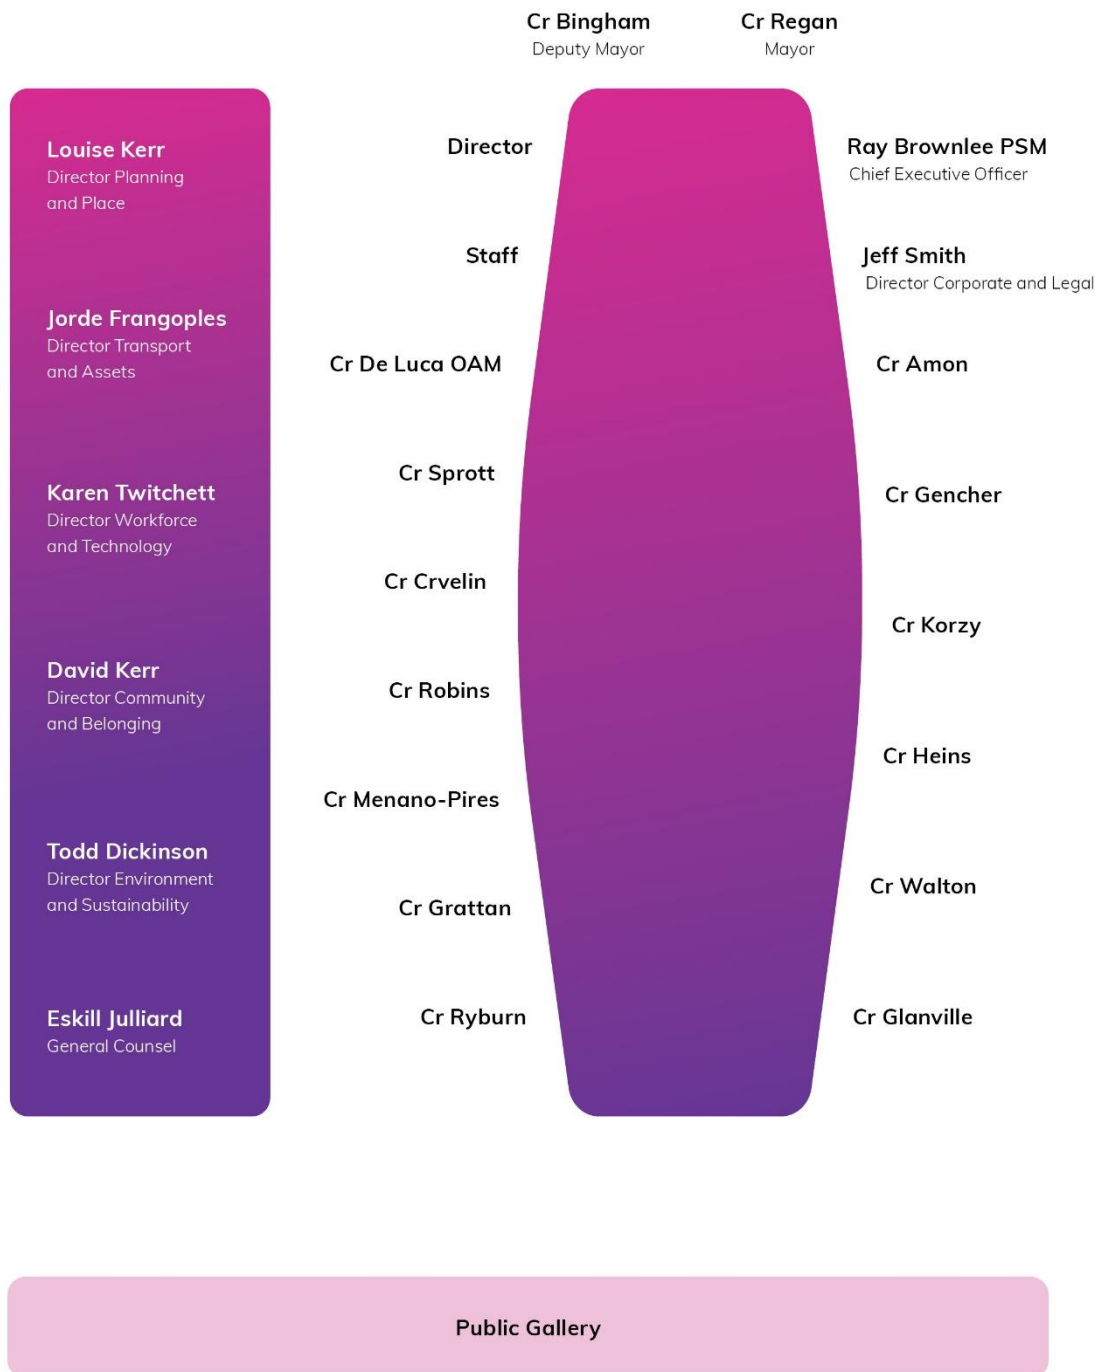 Cr Bingham
Deputy Mayor
Cr Regan
Mayor
Louise Kerr
Director Planning
and Place
Jorde Frangoples
Director Transport
and Assets
Karen Twitchett
Director Workforce
and Technology
David Kerr
Director Community
and Belonging
Todd Dickinson
Director Environment
and Sustainability
Eskill Julliard
General Counsel
Director
Staff
Cr De Luca OAM
Cr Sprott
Cr Crvelin
Cr Robins
Cr Menano-Pires
Cr Grattan
Cr Ryburn
Ray Brownlee PSM
Chief Executive Officer
Jeff Smith
Director Corporate and Legal
Cr Amon
Cr Gencher
Cr Korzy
Cr Heins
Cr Walton
Cr Glanville
Public Gallery